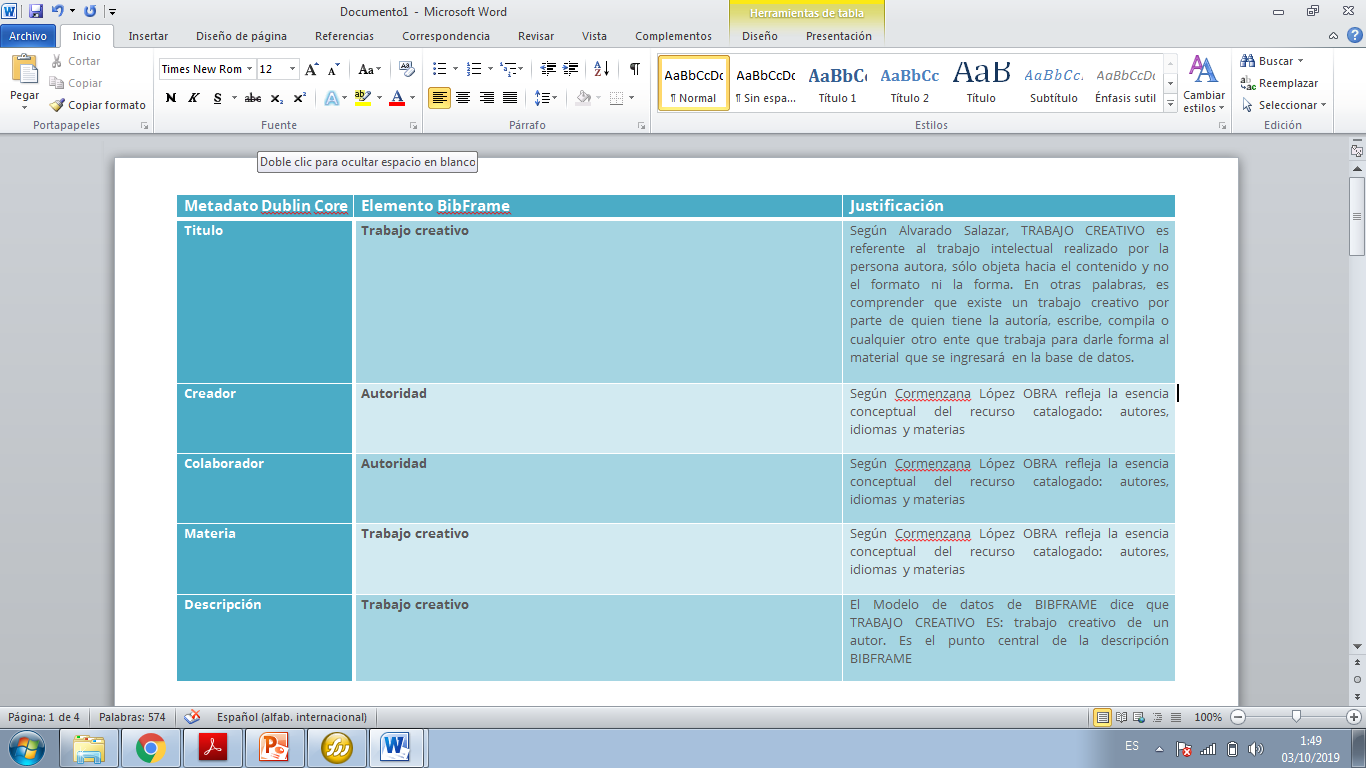 Documento1 - Microsoft Word
Herramientas de tabla
Archivo
Inicio
Insertar
Diseño de página
Referencias
Correspondencia
Revisar
Vista
Complementos
Diseño
Presentación
Pegar
Cortar
Copiar
Copiar formato
Portapapeles
Times New Rom
12
Fuente
Párrafo
AaBbCcDc
¶ Normal
AaBbCcDc
¶ Sin espa...
AaBbCc
Título 1
AaBbCc
Título 2
AaB
Título
AaBbCc.
Subtítulo
AaBbCcDc
Énfasis sutil
Cambiar estilos
Estilos
Buscar
Reemplazar
Seleccionar
Edición
Doble clic para ocultar espacio en blanco
Metadato Dublin Core
Elemento BibFrame
Justificación
Titulo
Trabajo creativo
Según Alvarado Salazar, TRABAJO CREATIVO es
referente al trabajo intelectual realizado por la
persona autora, sólo objeta hacia el contenido y no
el formato ni la forma. En otras palabras, es
comprender que existe un trabajo creativo por
parte de quien tiene la autoría, escribe, compila o
cualquier otro ente que trabaja para darle forma al
material que se ingresará en la base de datos.
Creador
Autoridad
Según Cormenzana López OBRA refleja la esencia
conceptual del recurso catalogado: autores,
idiomas y materias
Colaborador
Autoridad
Según Cormenzana López OBRA refleja la esencia
conceptual del recurso catalogado: autores,
idiomas y materias
Materia
Trabajo creativo
Según Cormenzana López OBRA refleja la esencia
conceptual del recurso catalogado: autores,
idiomas y materias
Descripción
Trabajo creativo
El Modelo de datos de BIBFRAME dice que
TRABAJO CREATIVO ES: trabajo creativo de un
autor. Es el punto central de la descripción
BIBFRAME
Página: 1 de 4
Palabras: 574
Español (alfab. internacional)
100%
ES
1:49
03/10/2019